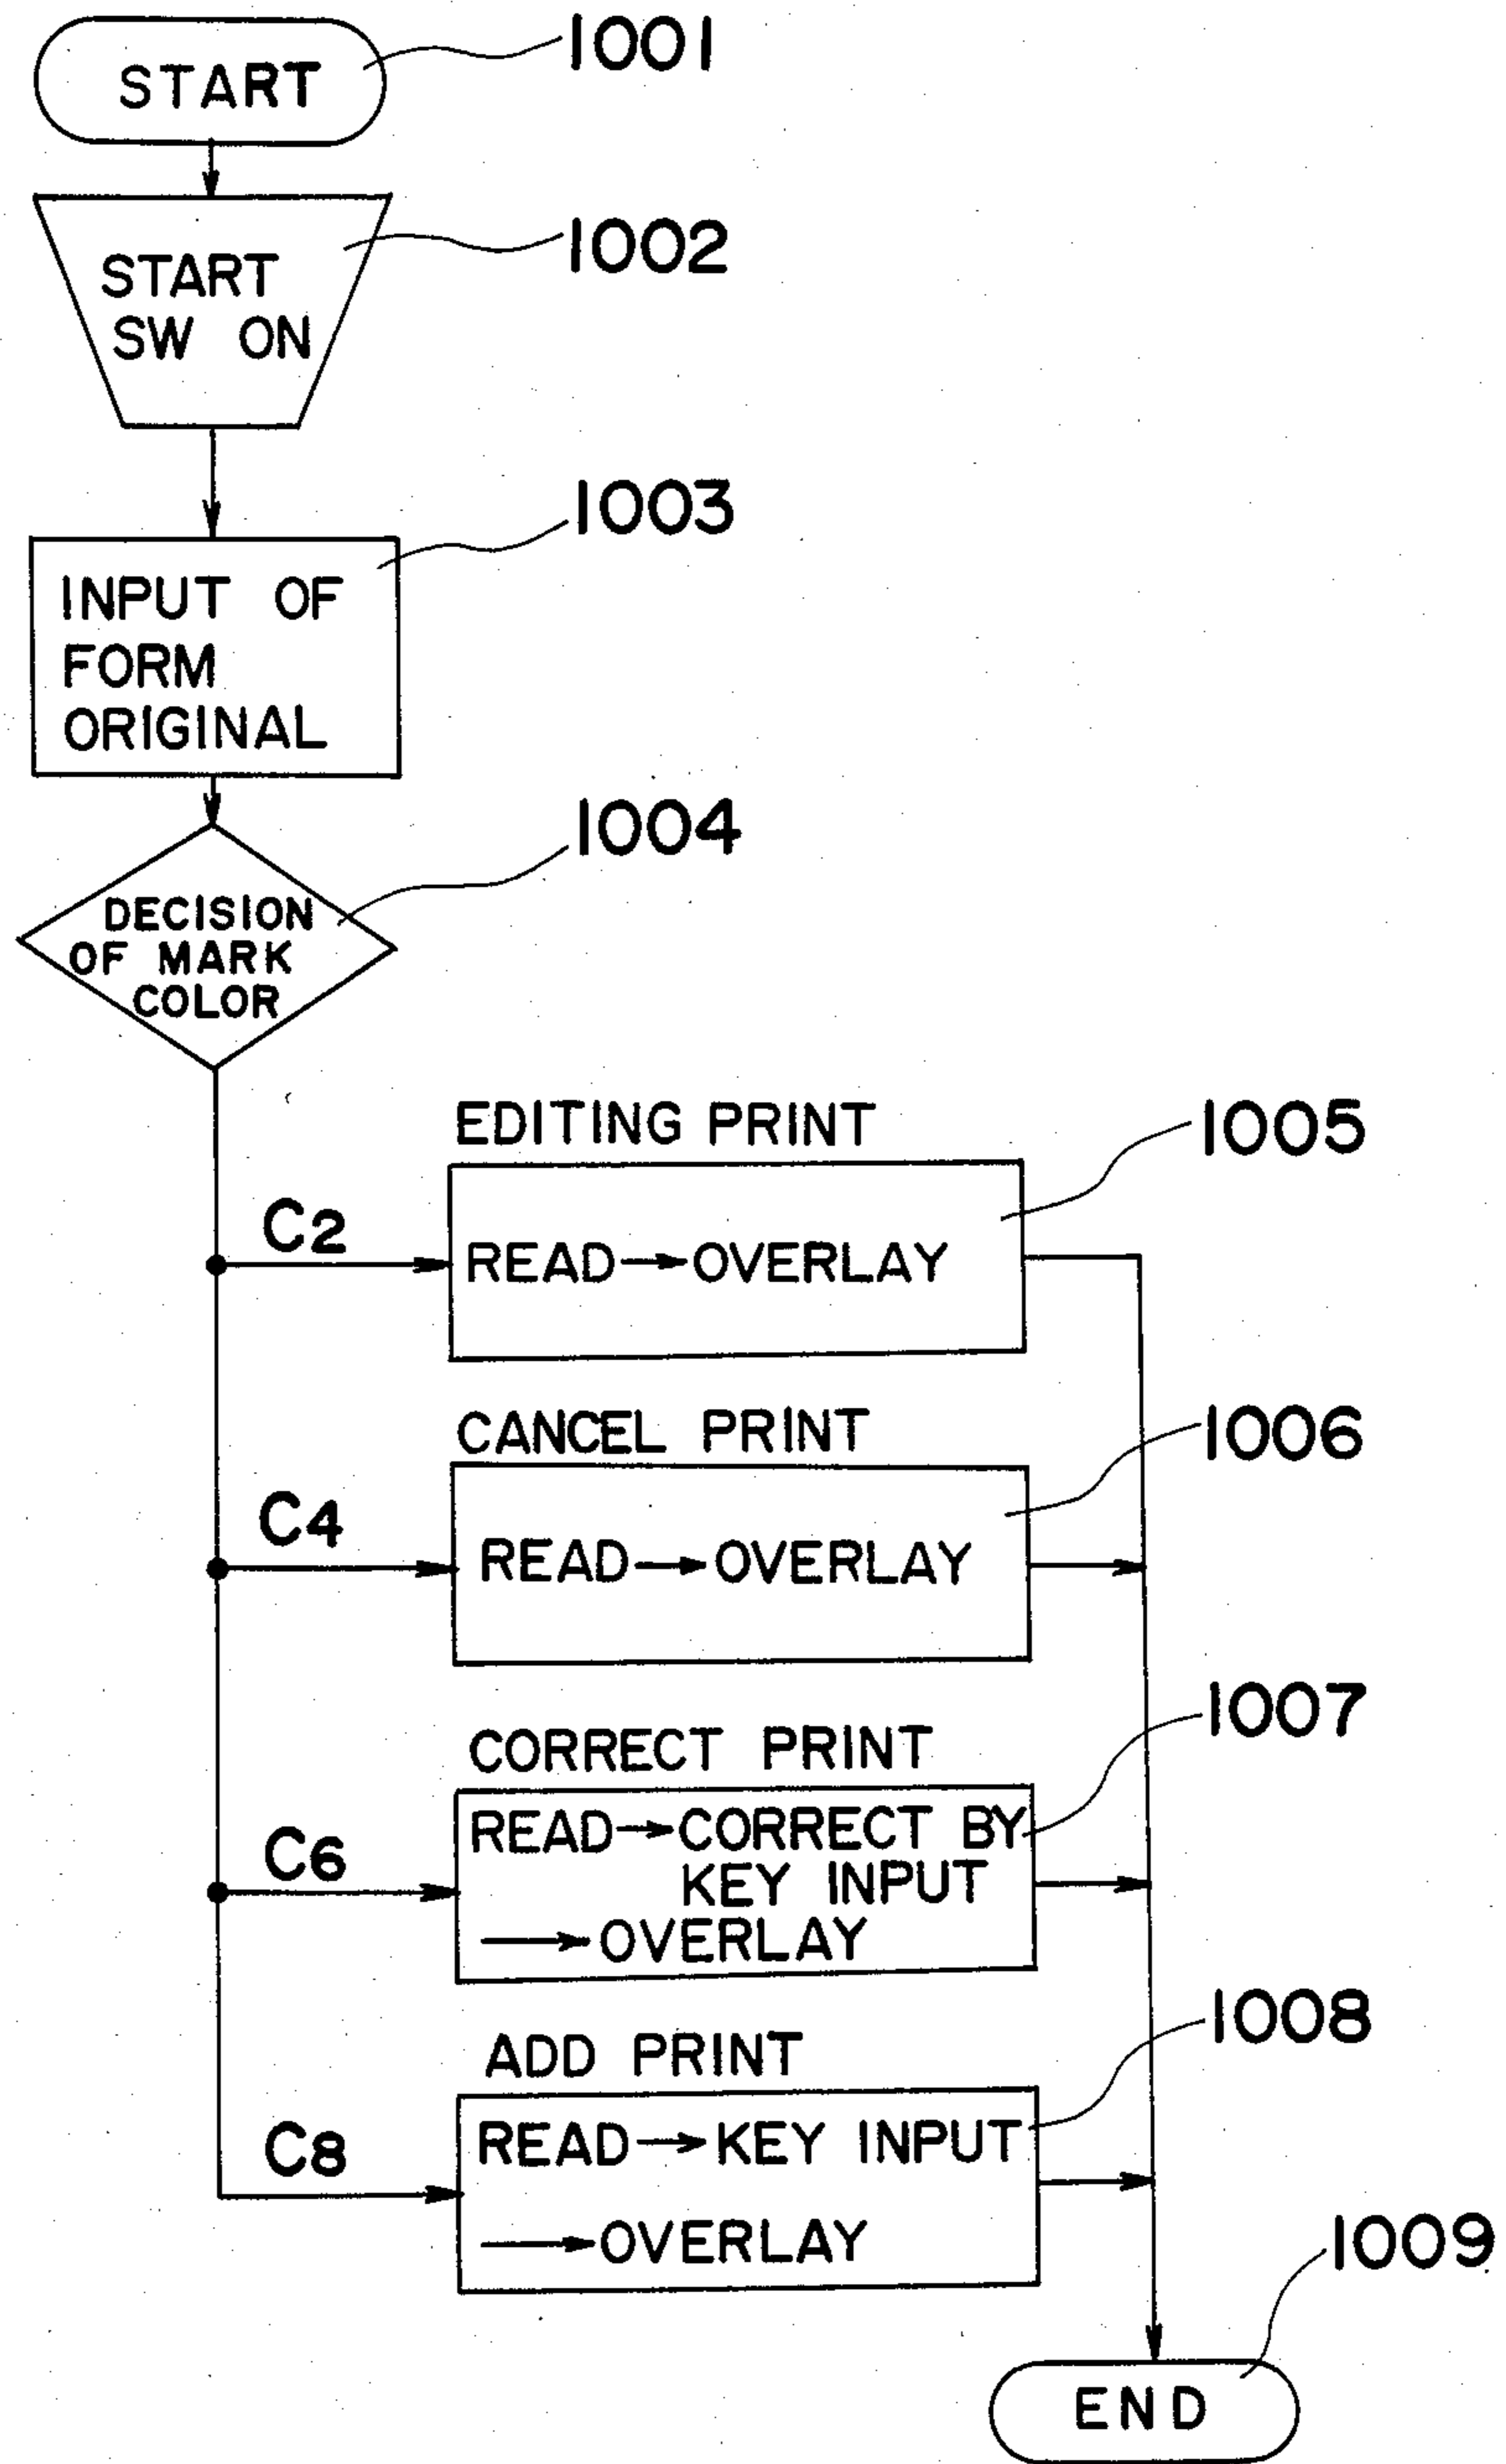 START
1001
START
SW ON
1002
INPUT OF
FORM
ORIGINAL
1003
DECISION
OF MARK
COLOR
1004
EDITING PRINT
1005
C2
READ→OVERLAY
CANCEL PRINT
1006
C4
READ→OVERLAY
CORRECT PRINT
1007
C6
READ→CORRECT BY
KEY INPUT
→OVERLAY
ADD PRINT
1008
C8
READ→KEY INPUT
→OVERLAY
1009
END